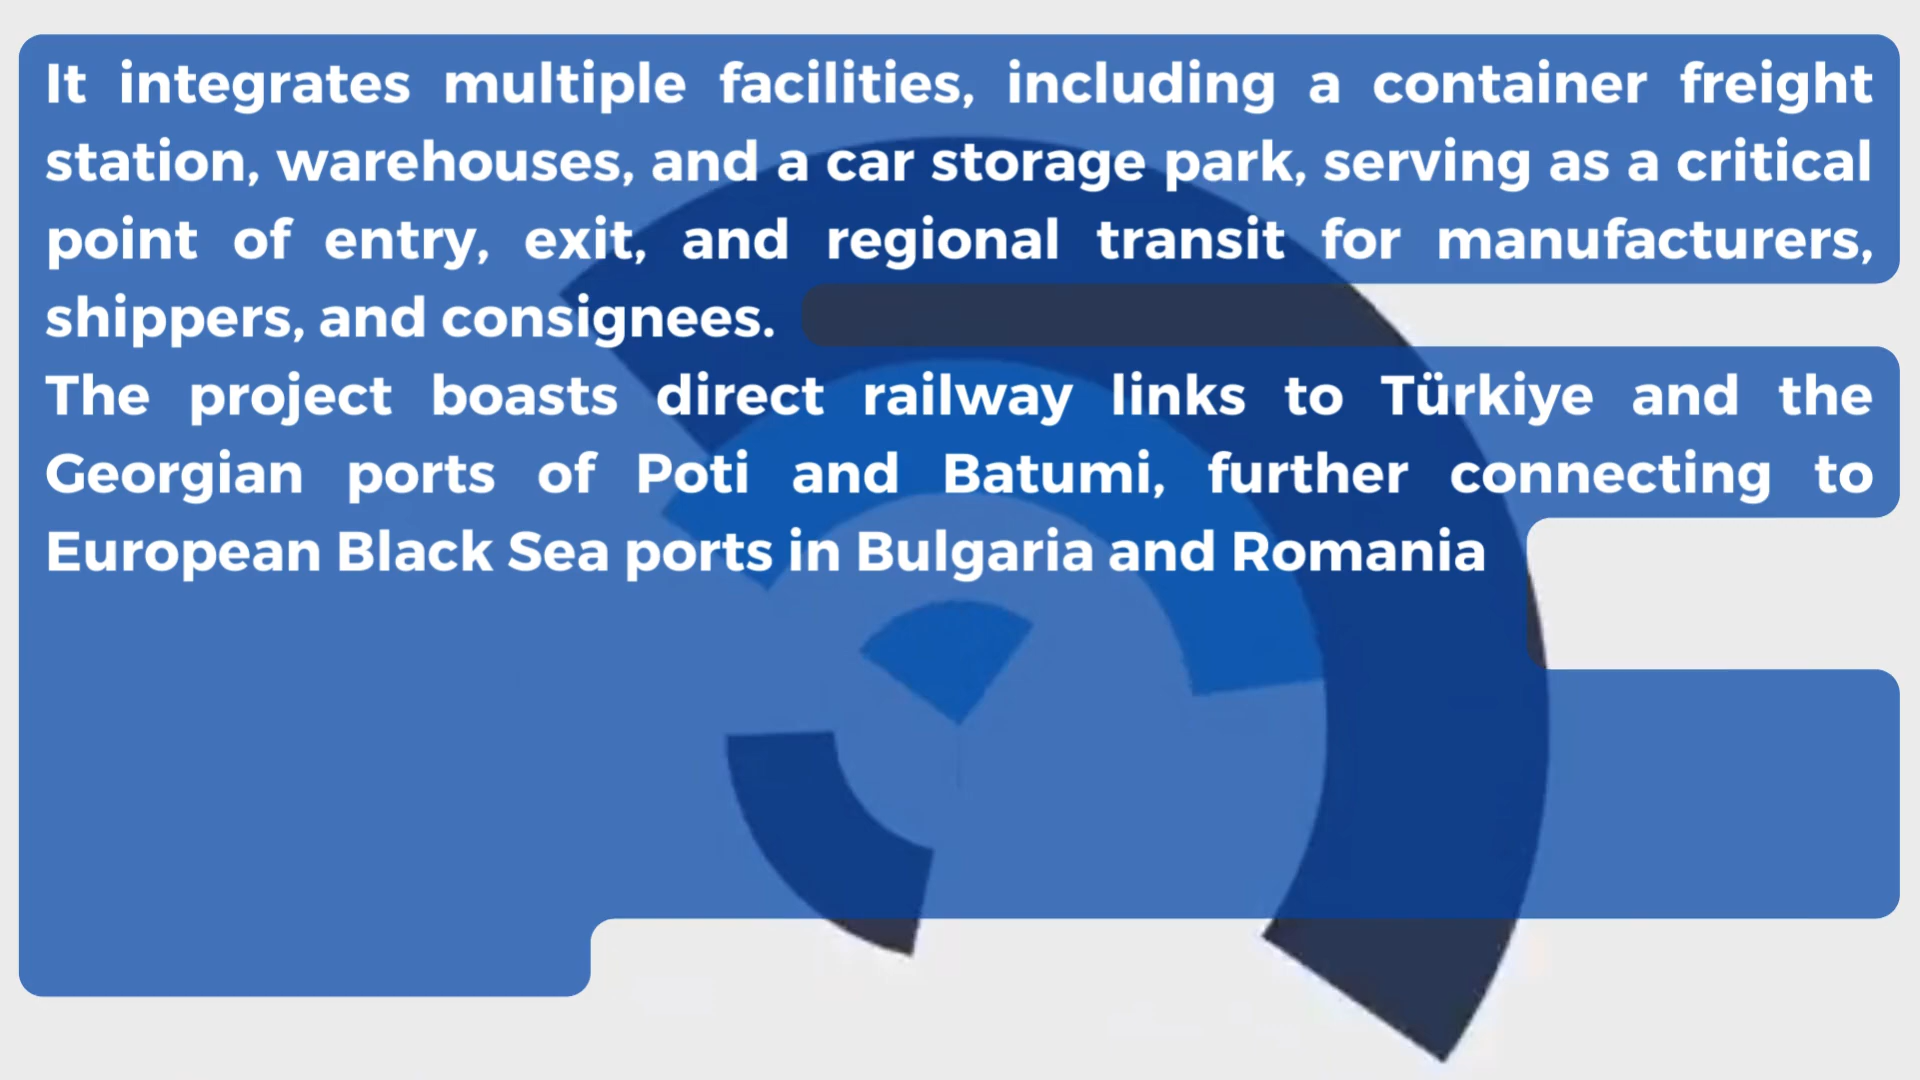 It integrates multiple facilities, including a container freight
station, warehouses, and a car storage park, serving as a critical
point of entry, exit, and regional transit for manufacturers,
shippers, and consignees.
The project boasts direct railway links to Türkiye and the
Georgian ports of Poti and Batumi, further connecting to
European Black Sea ports in Bulgaria and Romania